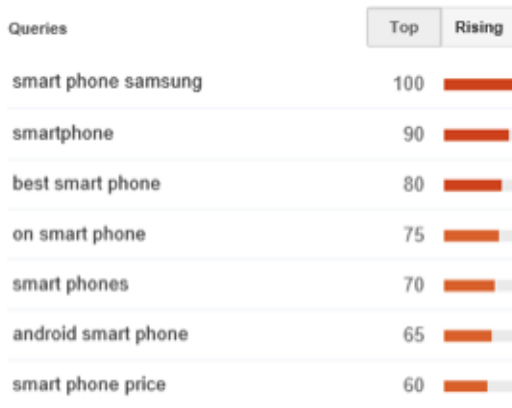 Queries Top Rising
smart phone samsung 100
smartphone 90
best smart phone 80
on smart phone 75
smart phones 70
android smart phone 65
smart phone price 60